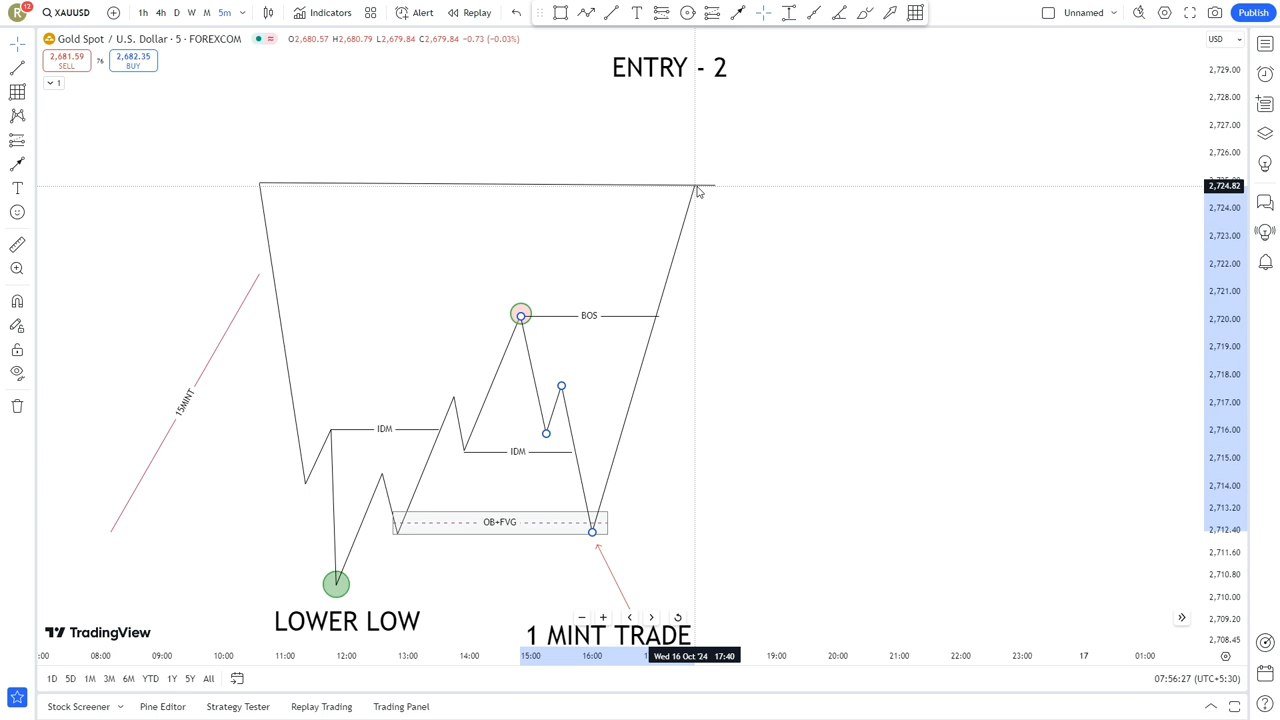 R 12 XAUUSD 1h 4h D W M 5m Indicators Alert Replay Unnamed Publish
Gold Spot / U.S. Dollar · 5 · FOREXCOM O2,680.57 H2,680.79 L2,679.84 C2,679.84 −0.73 (−0.03%) USD
2,681.59 SELL 76 2,682.35 BUY
1
ENTRY - 2
2,729.00
2,728.00
2,727.00
2,726.00
2,724.82
2,724.00
2,723.00
2,722.00
2,721.00
2,720.00
2,719.00
2,718.00
2,717.00
2,716.00
2,715.00
2,714.00
2,713.20
2,712.40
2,711.60
2,710.80
2,710.00
2,709.20
2,708.45
BOS
15MINT
IDM
IDM
OB+FVG
LOWER LOW
1 MINT TRADE
TradingView
:00 08:00 09:00 10:00 11:00 12:00 13:00 14:00 15:00 16:00 Wed 16 Oct '24 17:40 19:00 20:00 21:00 22:00 23:00 17 01:00
1D 5D 1M 3M 6M YTD 1Y 5Y All 07:56:27 (UTC+5:30)
Stock Screener Pine Editor Strategy Tester Replay Trading Trading Panel